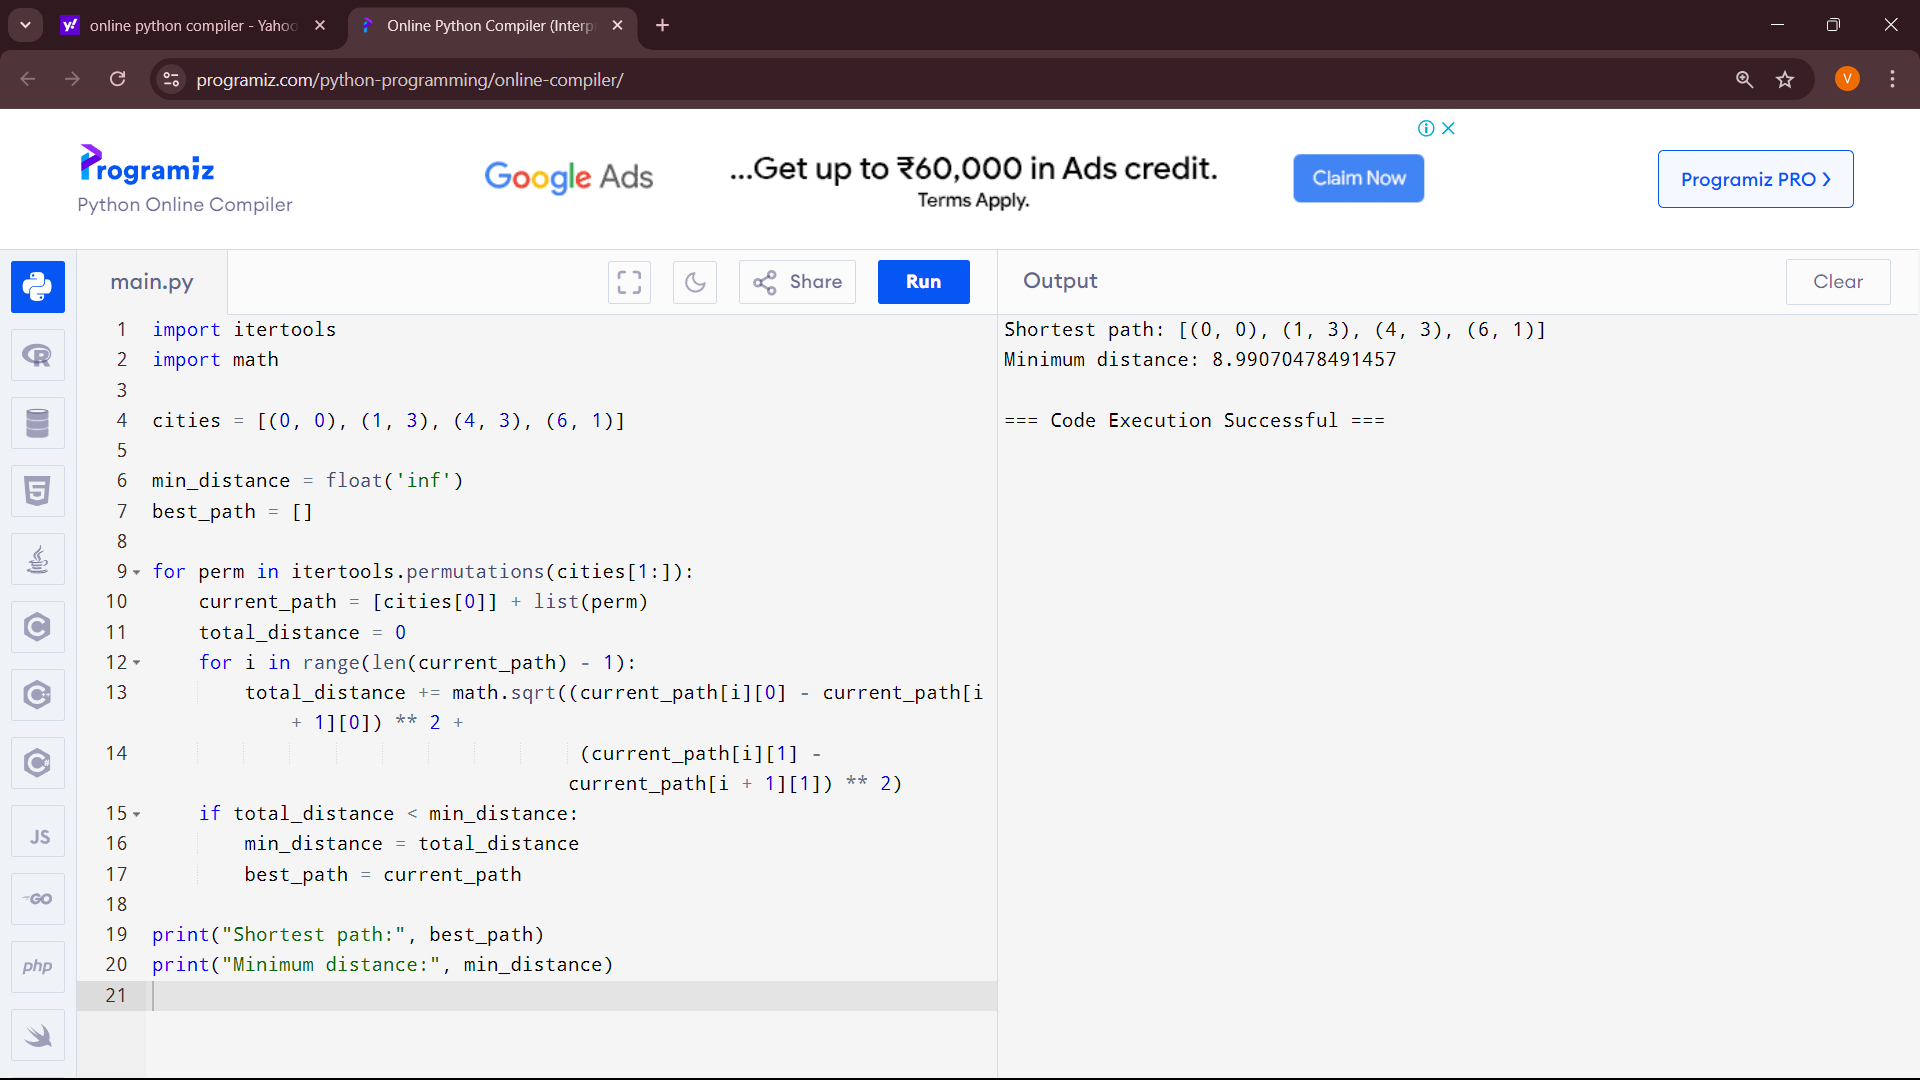 online python compiler - Yahoo
Online Python Compiler (Interp
programiz.com/python-programming/online-compiler/
V
Programiz
Python Online Compiler
Google Ads
...Get up to ₹60,000 in Ads credit.
Terms Apply.
Claim Now
Programiz PRO >
main.py
Share
Run
Output
Clear
1 import itertools
2 import math
3
4 cities = [(0, 0), (1, 3), (4, 3), (6, 1)]
5
6 min_distance = float('inf')
7 best_path = []
8
9 for perm in itertools.permutations(cities[1:]):
10     current_path = [cities[0]] + list(perm)
11     total_distance = 0
12     for i in range(len(current_path) - 1):
13         total_distance += math.sqrt((current_path[i][0] - current_path[i
+ 1][0]) ** 2 +
14                                      (current_path[i][1] -
current_path[i + 1][1]) ** 2)
15     if total_distance < min_distance:
16         min_distance = total_distance
17         best_path = current_path
18
19 print("Shortest path:", best_path)
20 print("Minimum distance:", min_distance)
21
Shortest path: [(0, 0), (1, 3), (4, 3), (6, 1)]
Minimum distance: 8.99070478491457
=== Code Execution Successful ===
R
5
C
C++
C#
JS
GO
php